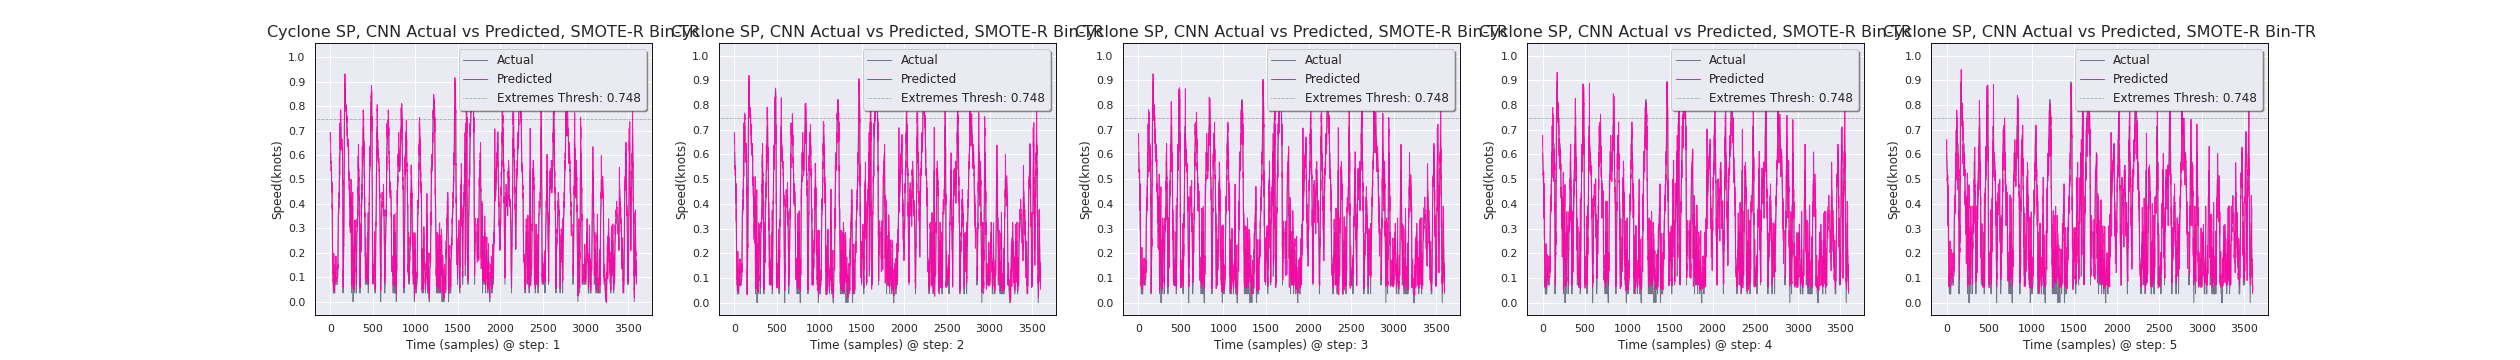 Cyclone SP, CNN Actual vs Predicted, SMOTE-R Bin-TR
Actual
Predicted
Extremes Thresh: 0.748
1.0
0.9
0.8
0.7
0.6
0.5
0.4
0.3
0.2
0.1
0.0
Speed(knots)
0 500 1000 1500 2000 2500 3000 3500
Time (samples) @ step: 1
Cyclone SP, CNN Actual vs Predicted, SMOTE-R Bin-TR
Actual
Predicted
Extremes Thresh: 0.748
1.0
0.9
0.8
0.7
0.6
0.5
0.4
0.3
0.2
0.1
0.0
Speed(knots)
0 500 1000 1500 2000 2500 3000 3500
Time (samples) @ step: 2
Cyclone SP, CNN Actual vs Predicted, SMOTE-R Bin-TR
Actual
Predicted
Extremes Thresh: 0.748
1.0
0.9
0.8
0.7
0.6
0.5
0.4
0.3
0.2
0.1
0.0
Speed(knots)
0 500 1000 1500 2000 2500 3000 3500
Time (samples) @ step: 3
Cyclone SP, CNN Actual vs Predicted, SMOTE-R Bin-TR
Actual
Predicted
Extremes Thresh: 0.748
1.0
0.9
0.8
0.7
0.6
0.5
0.4
0.3
0.2
0.1
0.0
Speed(knots)
0 500 1000 1500 2000 2500 3000 3500
Time (samples) @ step: 4
Cyclone SP, CNN Actual vs Predicted, SMOTE-R Bin-TR
Actual
Predicted
Extremes Thresh: 0.748
1.0
0.9
0.8
0.7
0.6
0.5
0.4
0.3
0.2
0.1
0.0
Speed(knots)
0 500 1000 1500 2000 2500 3000 3500
Time (samples) @ step: 5